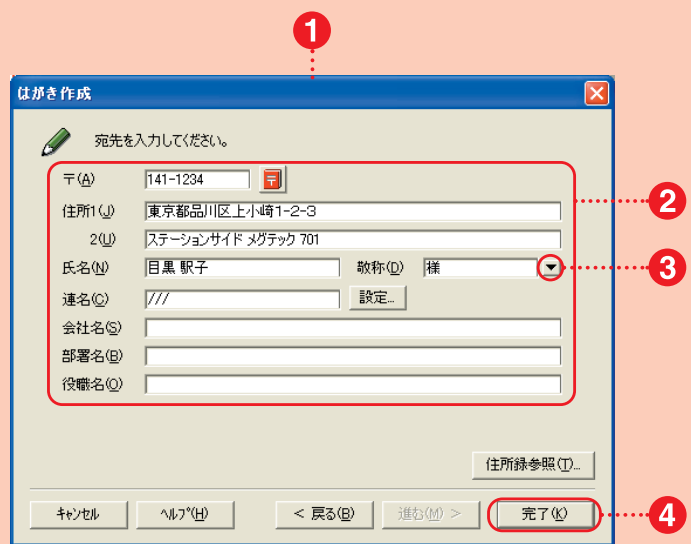 1
はがき作成
宛先を入力してください。
〒(A) 141-1234 〒
2
住所1(J) 東京都品川区上小崎1-2-3
2(U) ステーションサイド メグテック 701
氏名(N) 目黒 駅子 敬称(D) 様
3
連名(C) /// 設定...
会社名(S)
部署名(B)
役職名(O)
住所録参照(T)...
キャンセル ヘルプ(H) < 戻る(B) 進む(M) > 完了(K)
4